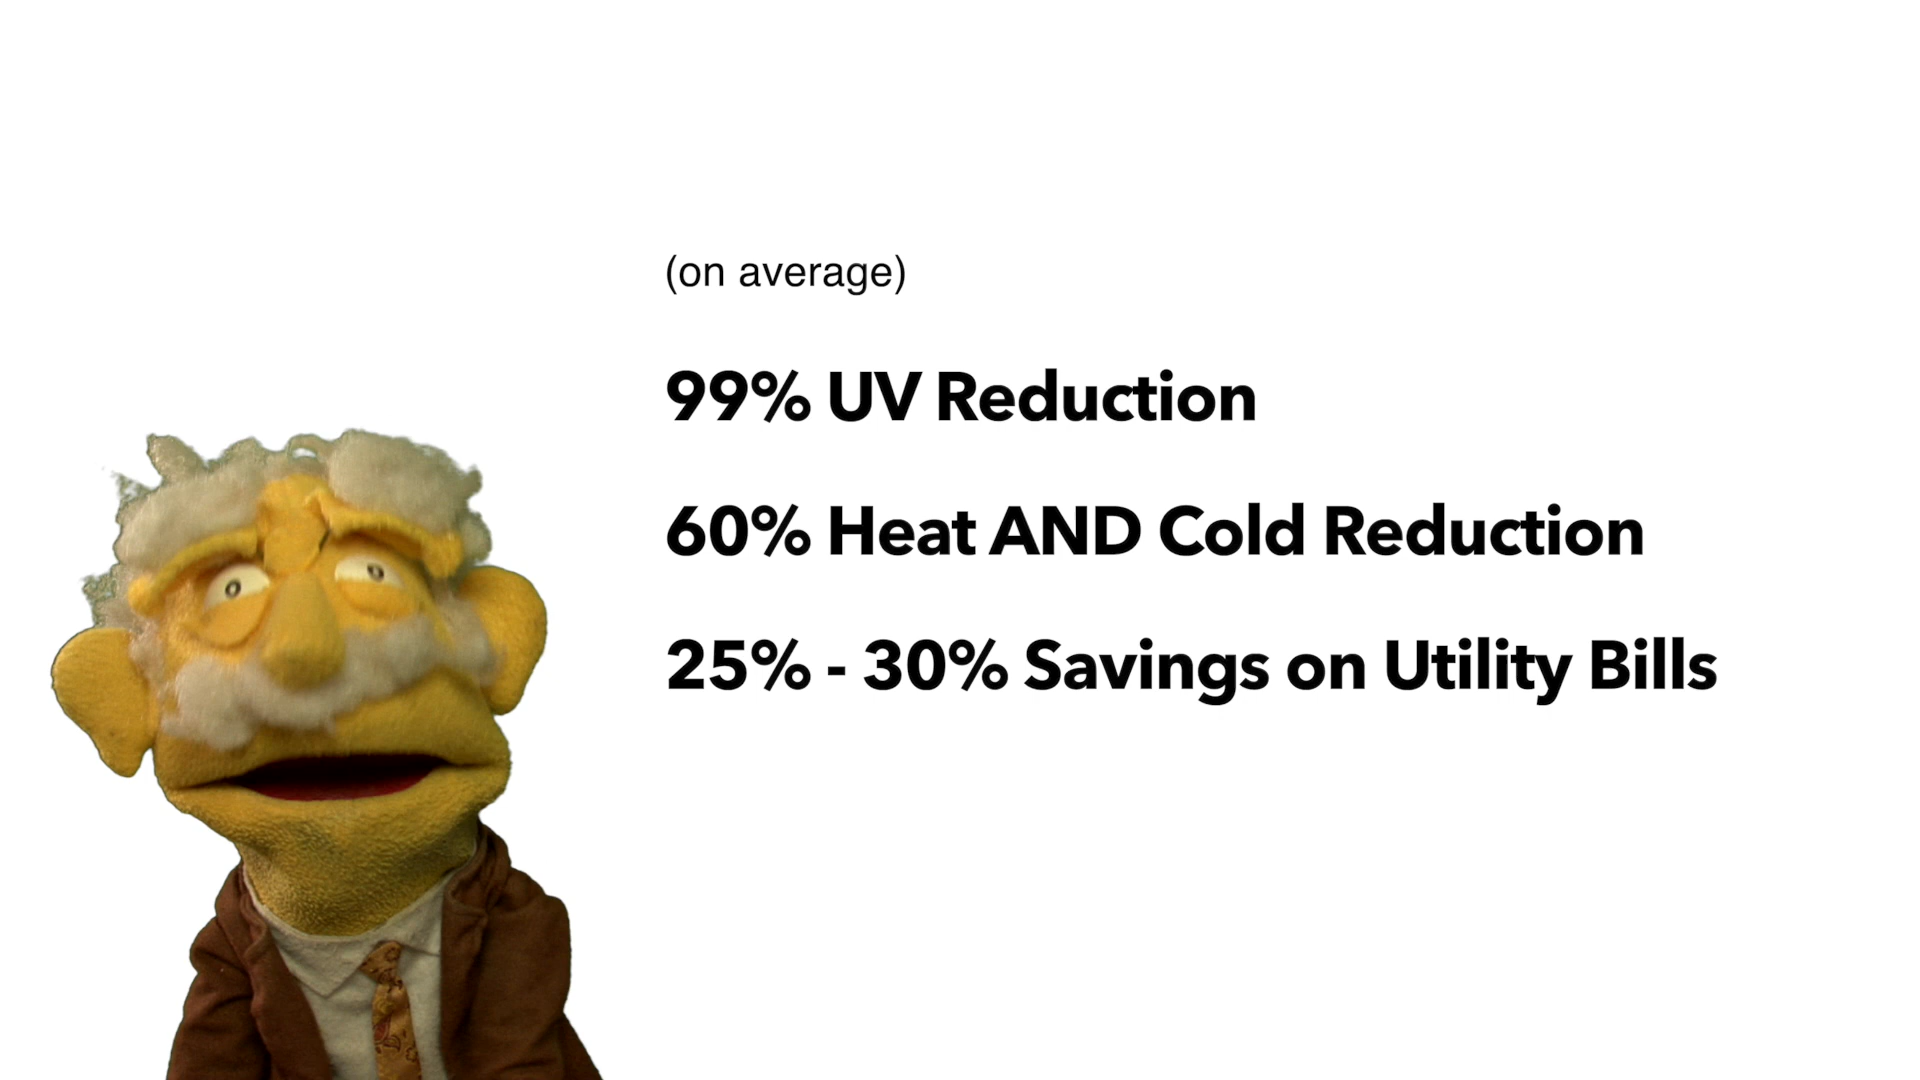 (on average)
99% UV Reduction
60% Heat AND Cold Reduction
25% - 30% Savings on Utility Bills